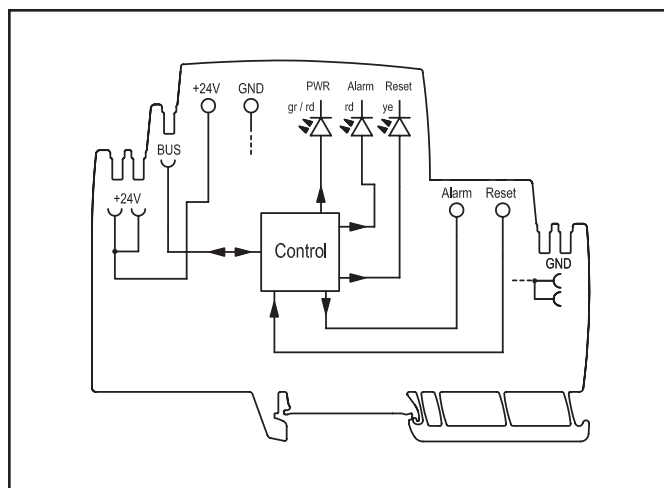 PWR Alarm Reset
+24V GND
gr / rd rd ye
BUS
+24V
Alarm Reset
Control
GND